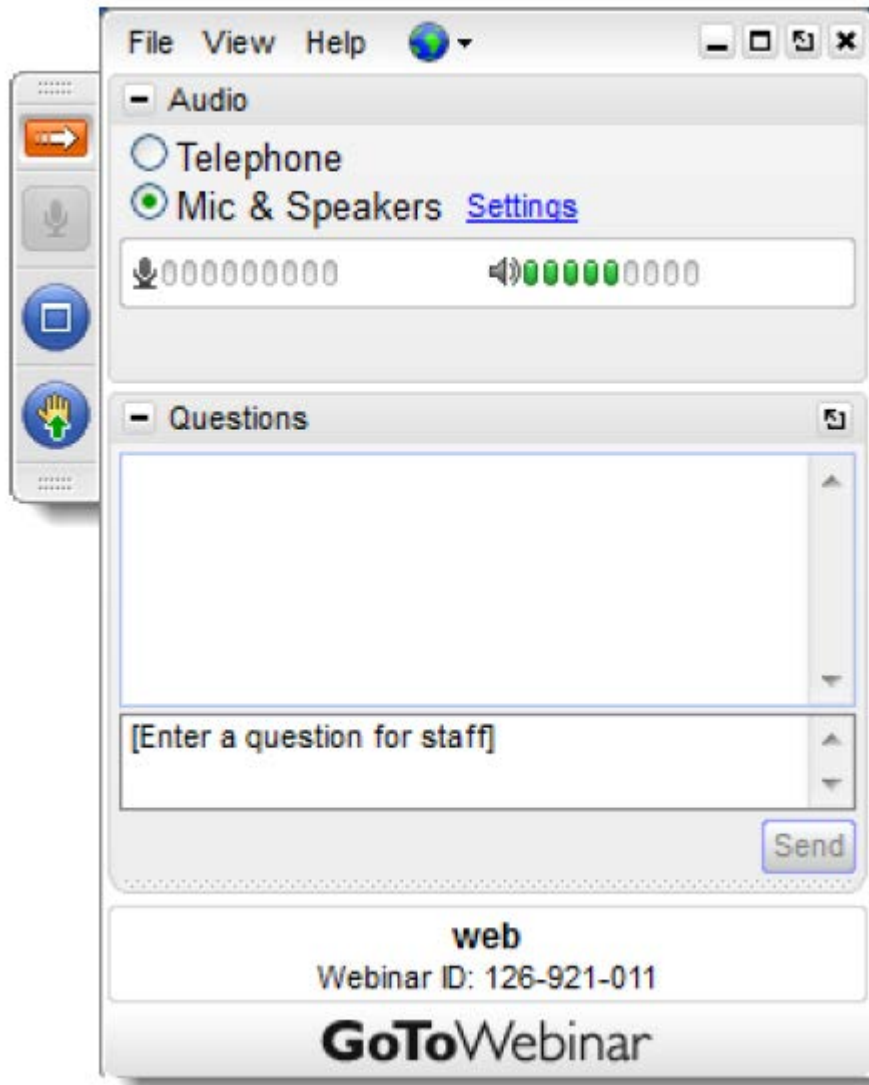 File View Help
Audio
Telephone
Mic & Speakers Settings
Questions
[Enter a question for staff]
Send
web
Webinar ID: 126-921-011
GoToWebinar